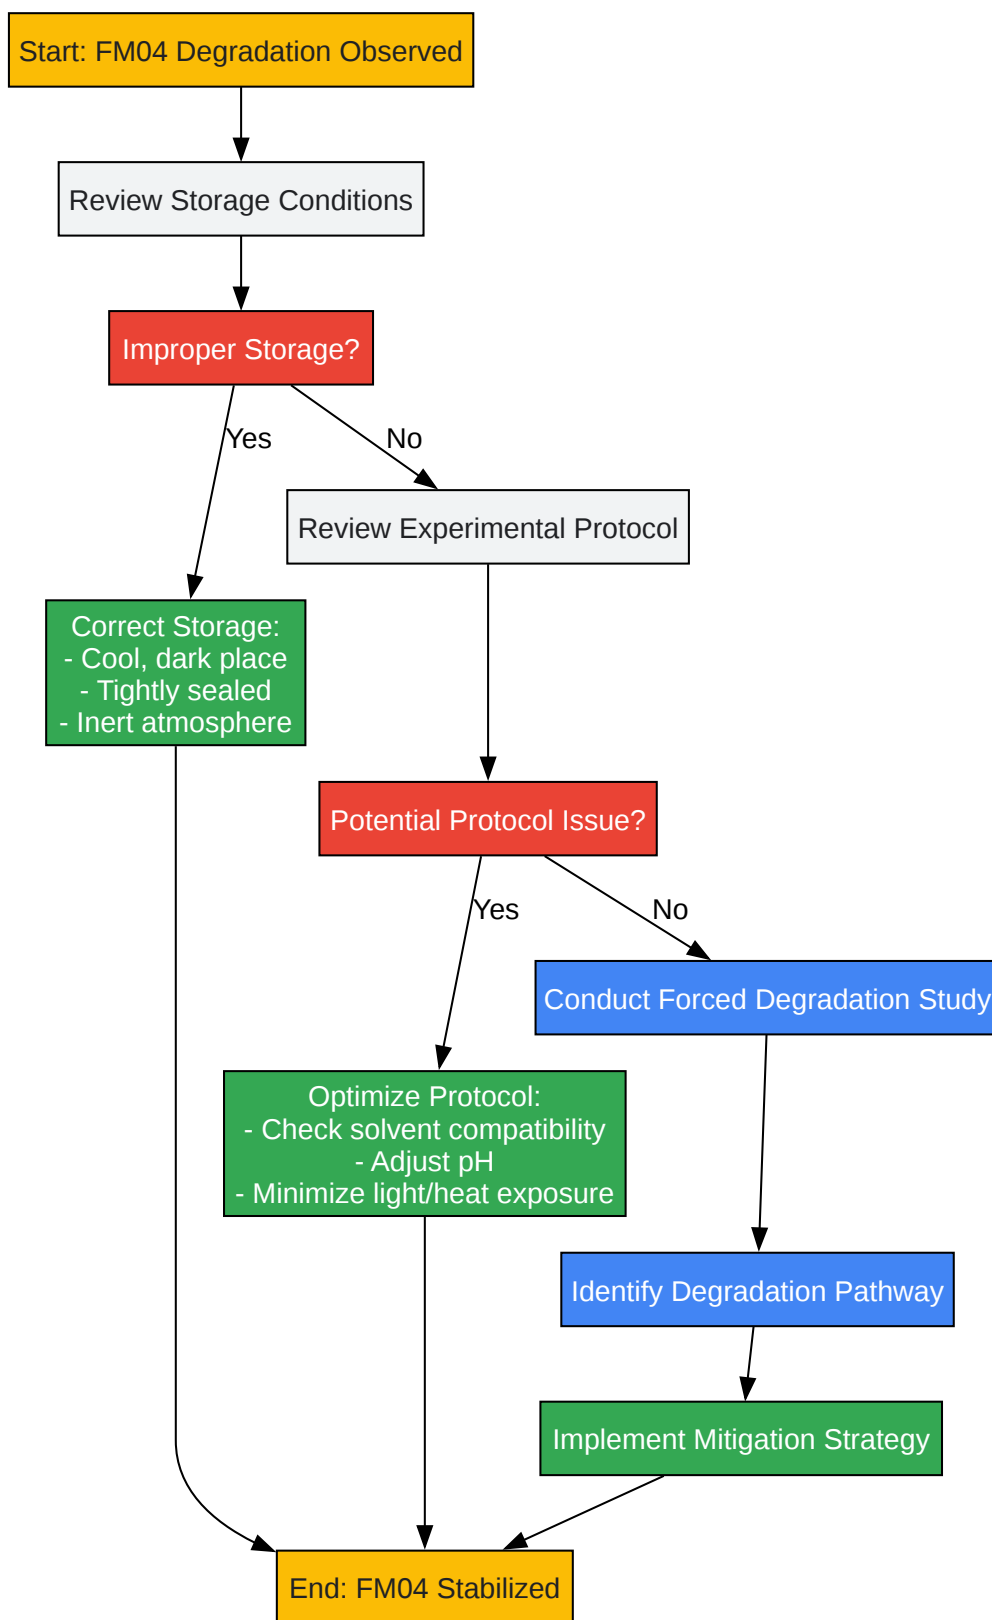 Start: FM04 Degradation Observed
Review Storage Conditions
Improper Storage?
Yes
No
Review Experimental Protocol
Correct Storage:
- Cool, dark place
- Tightly sealed
- Inert atmosphere
Potential Protocol Issue?
Yes
No
Conduct Forced Degradation Study
Optimize Protocol:
- Check solvent compatibility
- Adjust pH
- Minimize light/heat exposure
Identify Degradation Pathway
Implement Mitigation Strategy
End: FM04 Stabilized